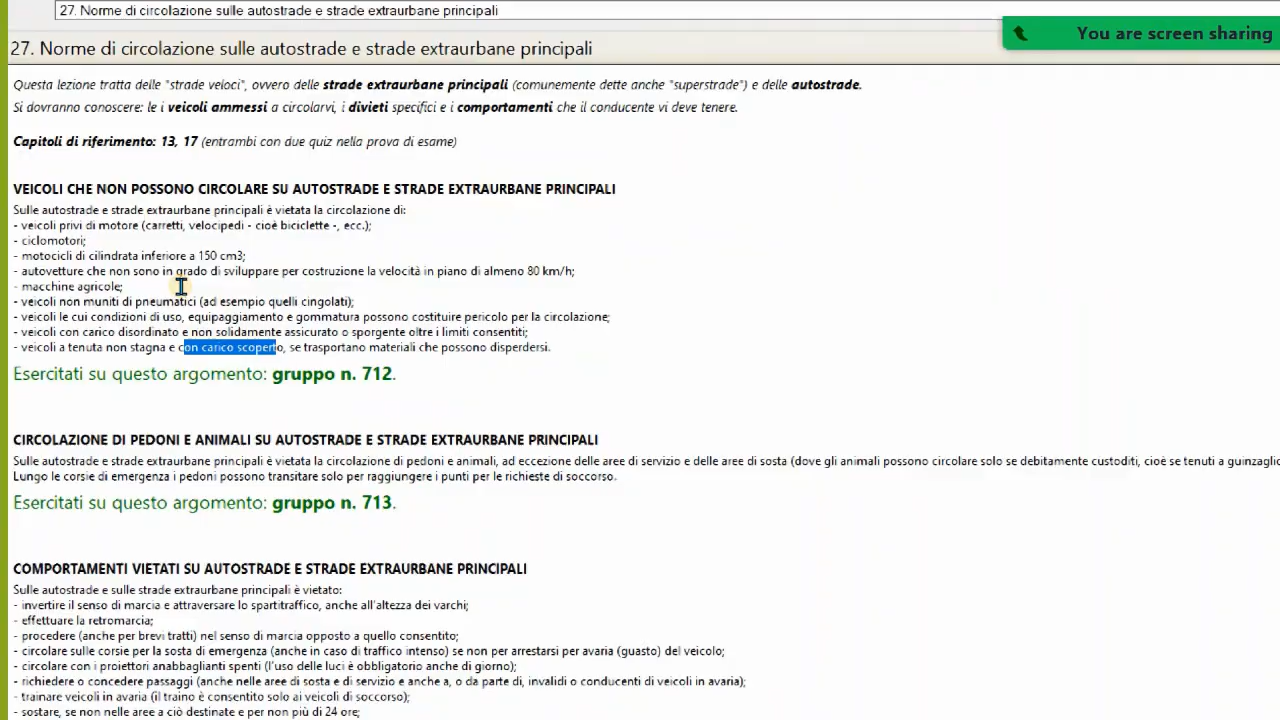 27. Norme di circolazione sulle autostrade e strade extraurbane principali
You are screen sharing
27. Norme di circolazione sulle autostrade e strade extraurbane principali
Questa lezione tratta delle "strade veloci", ovvero delle strade extraurbane principali (comunemente dette anche "superstrade") e delle autostrade.
Si dovranno conoscere: le i veicoli ammessi a circolarvi, i divieti specifici e i comportamenti che il conducente vi deve tenere.
Capitoli di riferimento: 13, 17 (entrambi con due quiz nella prova di esame)
VEICOLI CHE NON POSSONO CIRCOLARE SU AUTOSTRADE E STRADE EXTRAURBANE PRINCIPALI
Sulle autostrade e strade extraurbane principali è vietata la circolazione di:
- veicoli privi di motore (carretti, velocipedi - cioè biciclette -, ecc.);
- ciclomotori;
- motocicli di cilindrata inferiore a 150 cm3;
- autovetture che non sono in grado di sviluppare per costruzione la velocità in piano di almeno 80 km/h;
- macchine agricole;
- veicoli non muniti di pneumatici (ad esempio quelli cingolati);
- veicoli le cui condizioni di uso, equipaggiamento e gommatura possono costituire pericolo per la circolazione;
- veicoli con carico disordinato e non solidamente assicurato o sporgente oltre i limiti consentiti;
- veicoli a tenuta non stagna e con carico scoperto, se trasportano materiali che possono disperdersi.
Esercitati su questo argomento: gruppo n. 712.
CIRCOLAZIONE DI PEDONI E ANIMALI SU AUTOSTRADE E STRADE EXTRAURBANE PRINCIPALI
Sulle autostrade e strade extraurbane principali è vietata la circolazione di pedoni e animali, ad eccezione delle aree di servizio e delle aree di sosta (dove gli animali possono circolare solo se debitamente custoditi, cioè se tenuti a guinzaglio
Lungo le corsie di emergenza i pedoni possono transitare solo per raggiungere i punti per le richieste di soccorso.
Esercitati su questo argomento: gruppo n. 713.
COMPORTAMENTI VIETATI SU AUTOSTRADE E STRADE EXTRAURBANE PRINCIPALI
Sulle autostrade e sulle strade extraurbane principali è vietato:
- invertire il senso di marcia e attraversare lo spartitraffico, anche all'altezza dei varchi;
- effettuare la retromarcia;
- procedere (anche per brevi tratti) nel senso di marcia opposto a quello consentito;
- circolare sulle corsie per la sosta di emergenza (anche in caso di traffico intenso) se non per arrestarsi per avaria (guasto) del veicolo;
- circolare con i proiettori anabbaglianti spenti (l'uso delle luci è obbligatorio anche di giorno);
- richiedere o concedere passaggi (anche nelle aree di sosta e di servizio e anche a, o da parte di, invalidi o conducenti di veicoli in avaria);
- trainare veicoli in avaria (il traino è consentito solo ai veicoli di soccorso);
- sostare, se non nelle aree a ciò destinate e per non più di 24 ore;